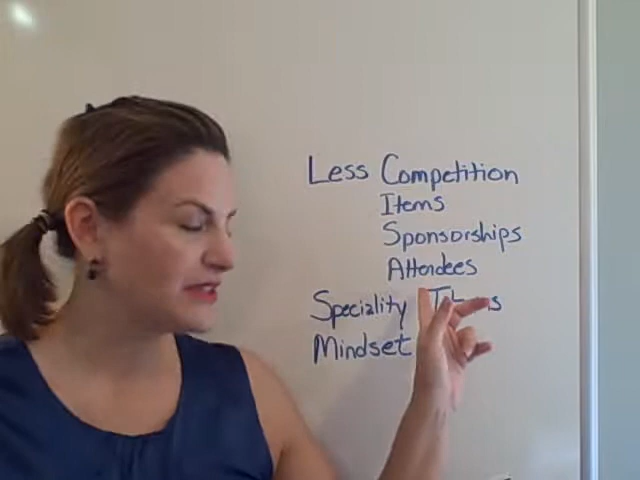 Less Competition
Items
Sponsorships
Attendees
Speciality
Mindset